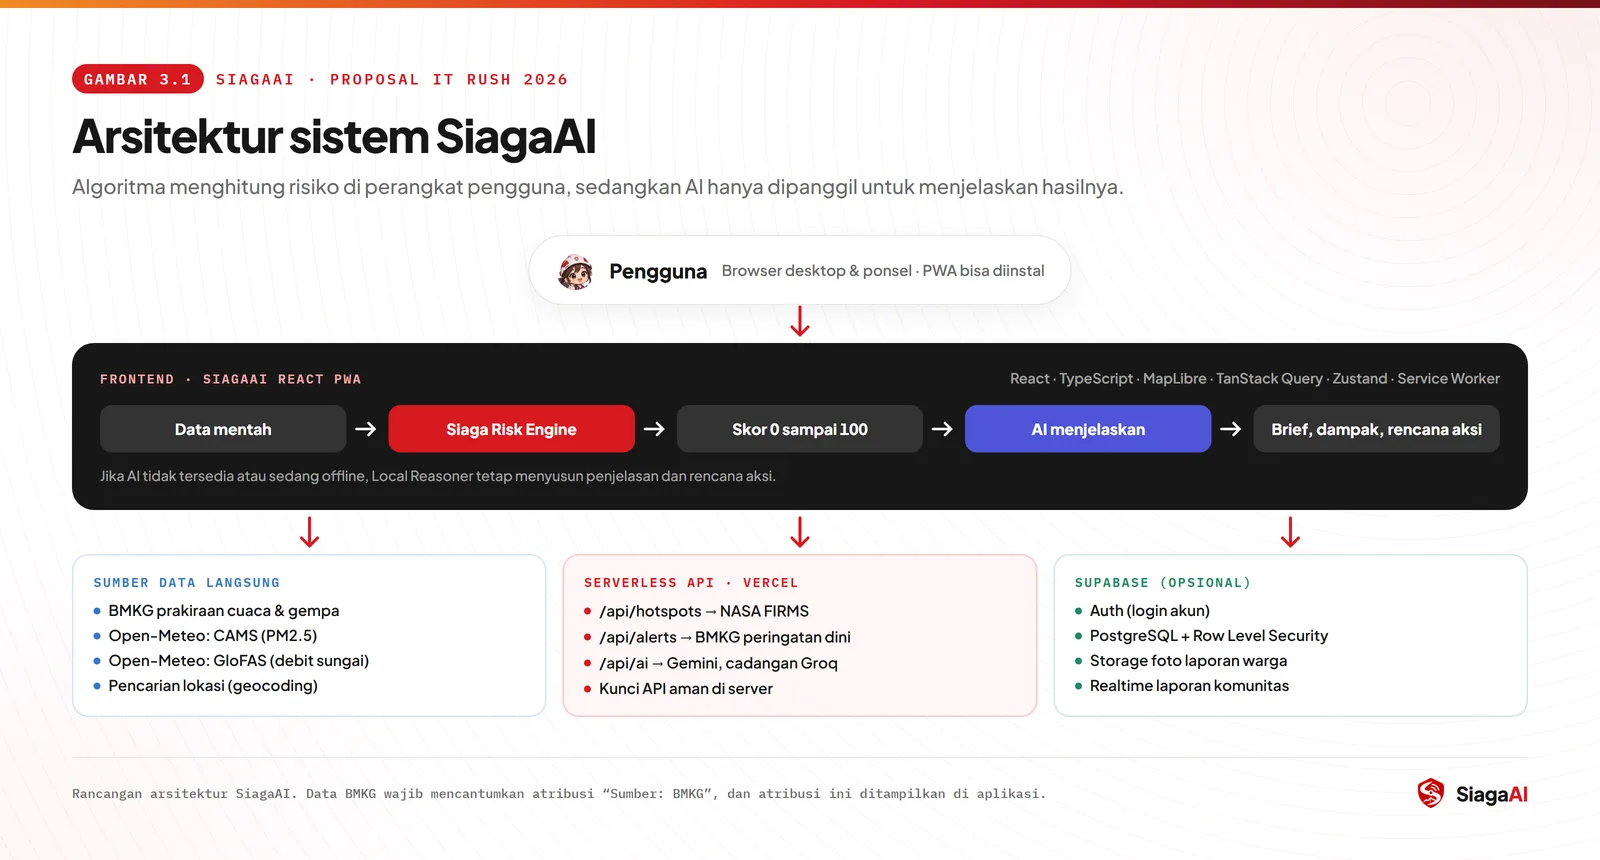 GAMBAR 3.1 SIAGAAI · PROPOSAL IT RUSH 2026
Arsitektur sistem SiagaAI
Algoritma menghitung risiko di perangkat pengguna, sedangkan AI hanya dipanggil untuk menjelaskan hasilnya.
Pengguna Browser desktop & ponsel · PWA bisa diinstal
FRONTEND · SIAGAAI REACT PWA
React · TypeScript · MapLibre · TanStack Query · Zustand · Service Worker
Data mentah → Siaga Risk Engine → Skor 0 sampai 100 → AI menjelaskan → Brief, dampak, rencana aksi
Jika AI tidak tersedia atau sedang offline, Local Reasoner tetap menyusun penjelasan dan rencana aksi.
SUMBER DATA LANGSUNG
• BMKG prakiraan cuaca & gempa
• Open-Meteo: CAMS (PM2.5)
• Open-Meteo: GloFAS (debit sungai)
• Pencarian lokasi (geocoding)
SERVERLESS API · VERCEL
• /api/hotspots → NASA FIRMS
• /api/alerts → BMKG peringatan dini
• /api/ai → Gemini, cadangan Groq
• Kunci API aman di server
SUPABASE (OPSIONAL)
• Auth (login akun)
• PostgreSQL + Row Level Security
• Storage foto laporan warga
• Realtime laporan komunitas
Rancangan arsitektur SiagaAI. Data BMKG wajib mencantumkan atribusi “Sumber: BMKG”, dan atribusi ini ditampilkan di aplikasi.
SiagaAI